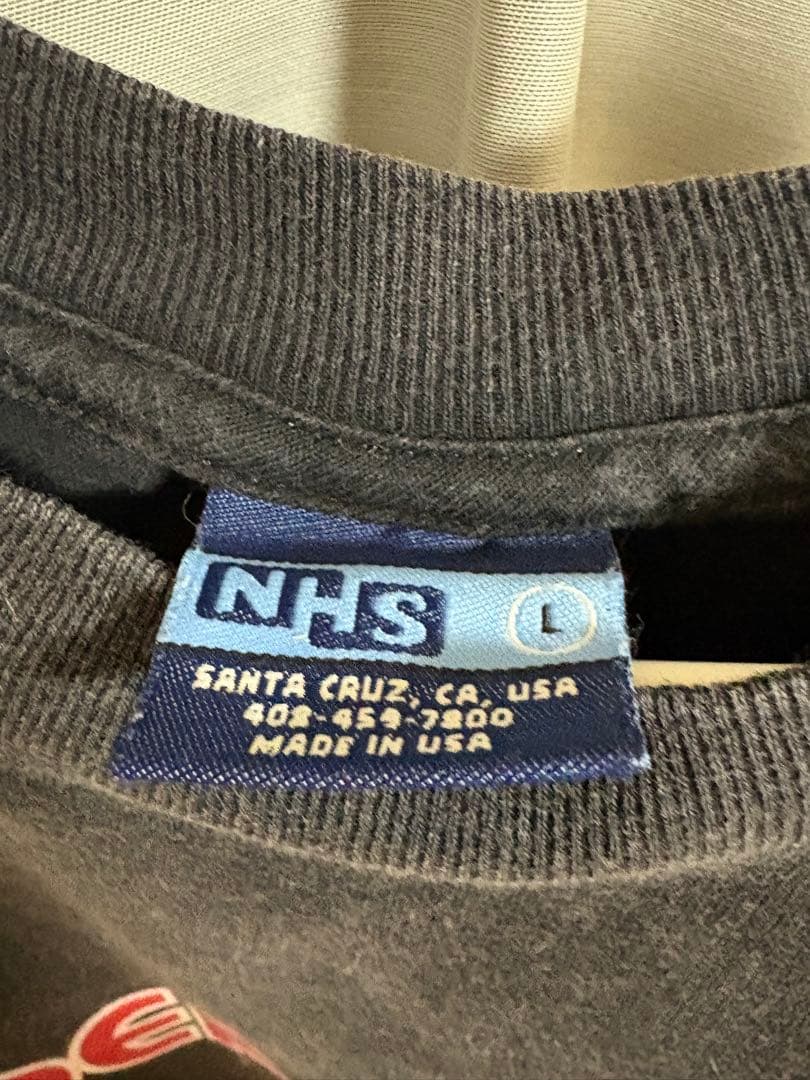 NHS L
SANTA CRUZ, CA, USA
408-459-7800
MADE IN USA